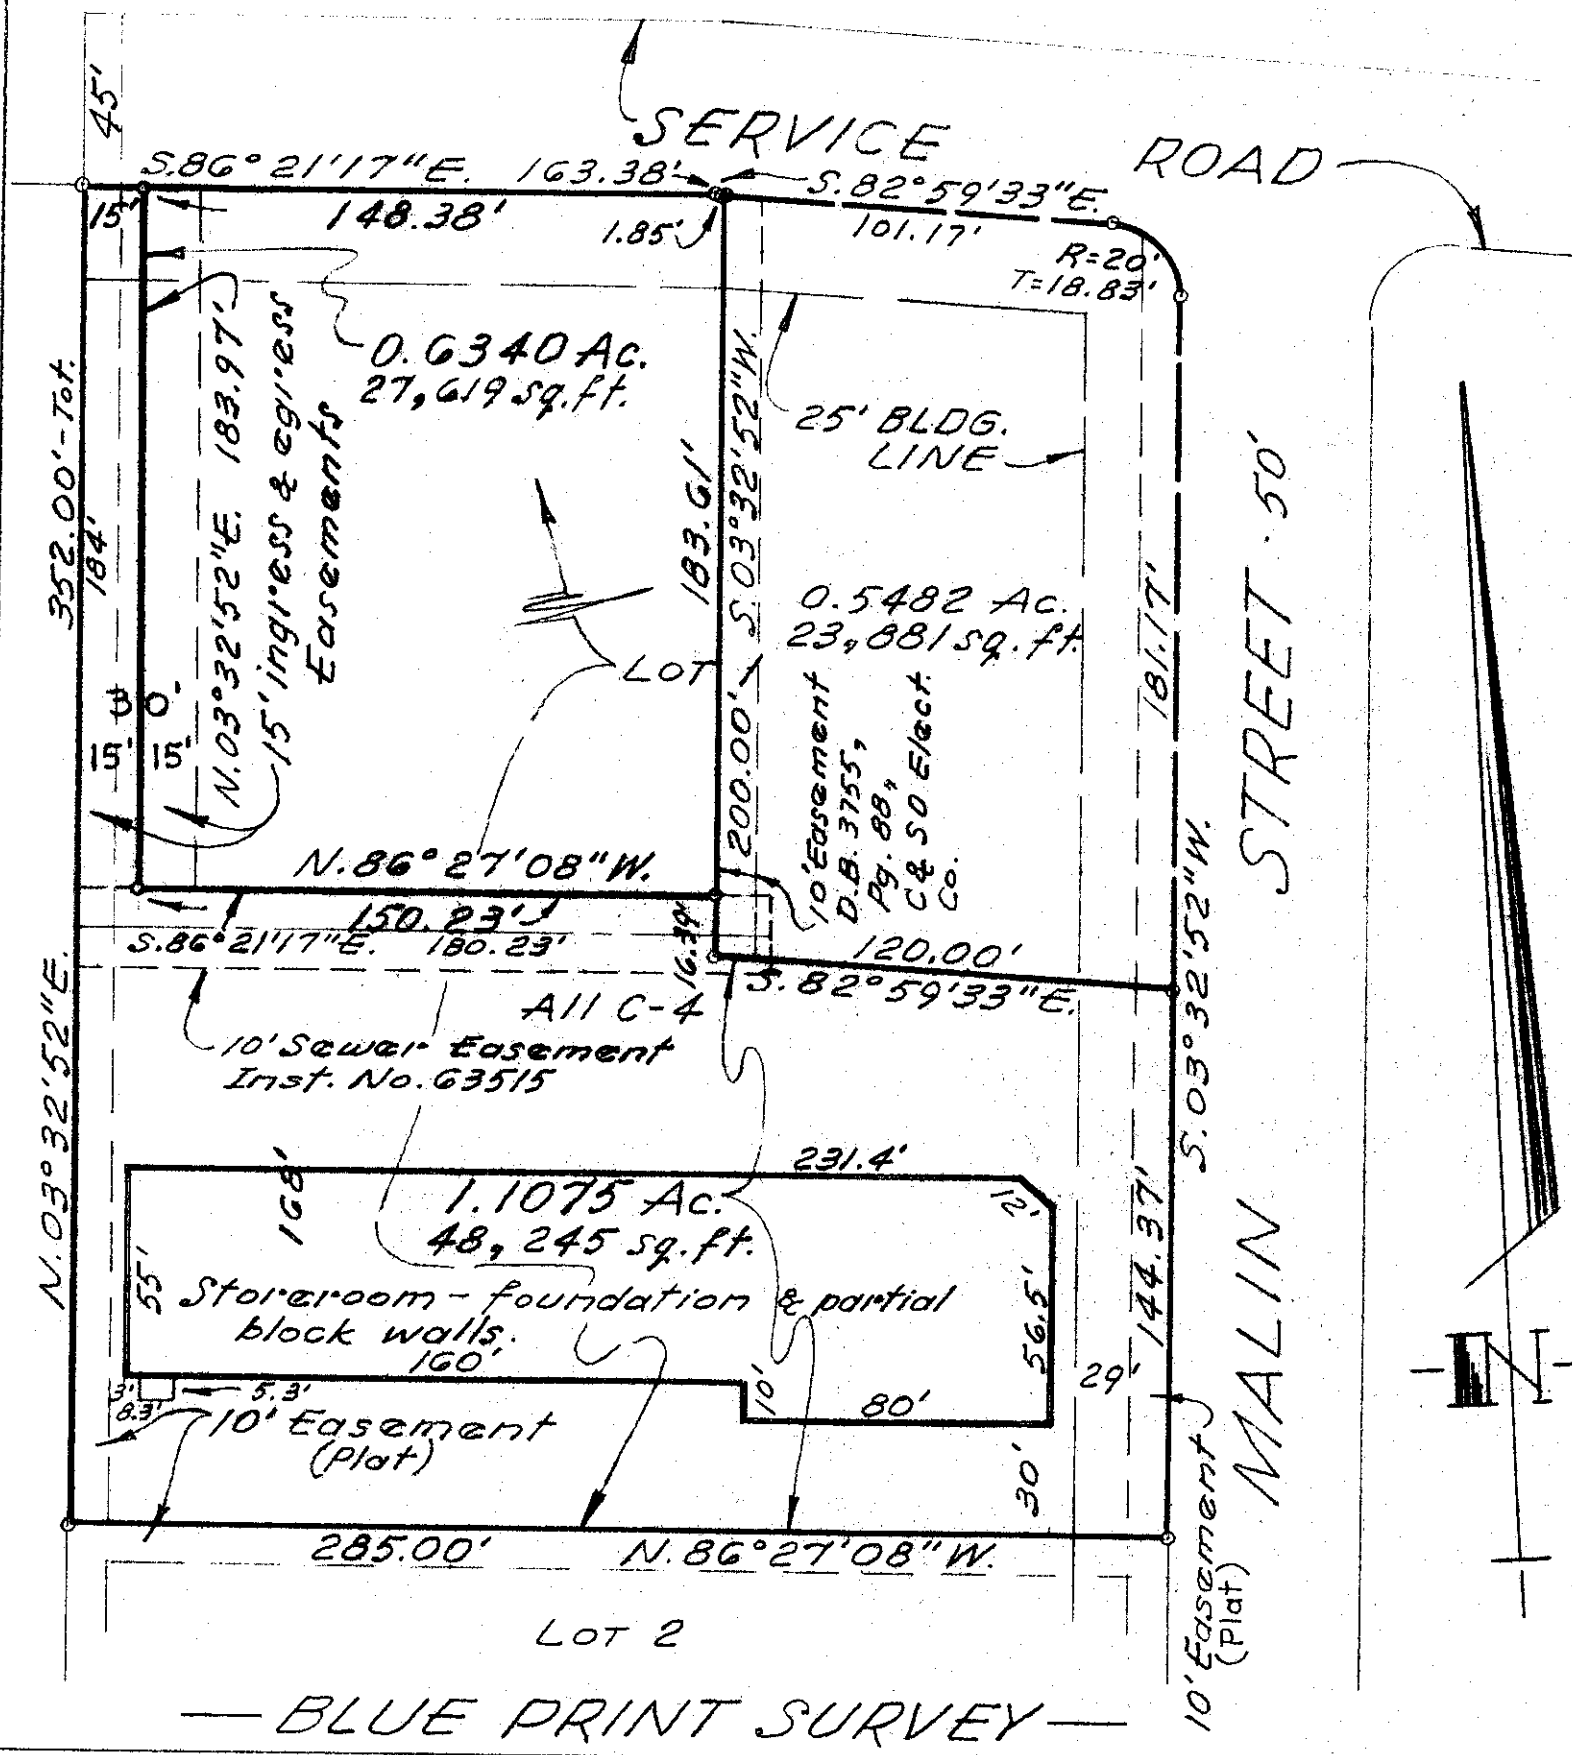 45'
SERVICE
ROAD
S.86° 21'17"E. 163.38'
S.82°59'33"E.
15'
148.38'
1.85'
101.17'
R=20'
T=18.83'
0.6340 Ac.
27,619 sq.ft.
N.03°32'52"E. 183.97'
15' ingress & egress
Easements
352.00'-Tot.
184'
183.61'
200.00' S.03°32'52"W.
25' BLDG.
LINE
0.5482 Ac.
23,881 sq.ft.
LOT
30'
15' 15'
10' Easement
D.B. 3755,
Pg. 88,
C & SO Elect.
Co.
181.17'
STREET 50'
MALIN
S.03°32'52"W.
N.86°27'08"W.
150.23'
S.86°21'17"E. 180.23'
16.39'
120.00'
S.82°59'33"E.
All C-4
10' Sewer Easement
Inst. No. 63515
N.03°32'52"E.
168'
231.4'
12'
1.1075 Ac.
48,245 sq.ft.
55'
Storeroom - foundation & partial
block walls.
160'
56.5'
144.37'
29'
3'
5.3'
8.3'
10'
80'
10' Easement
(Plat)
30'
N
285.00' N.86°27'08"W.
10' Easement
(Plat)
LOT 2
BLUE PRINT SURVEY